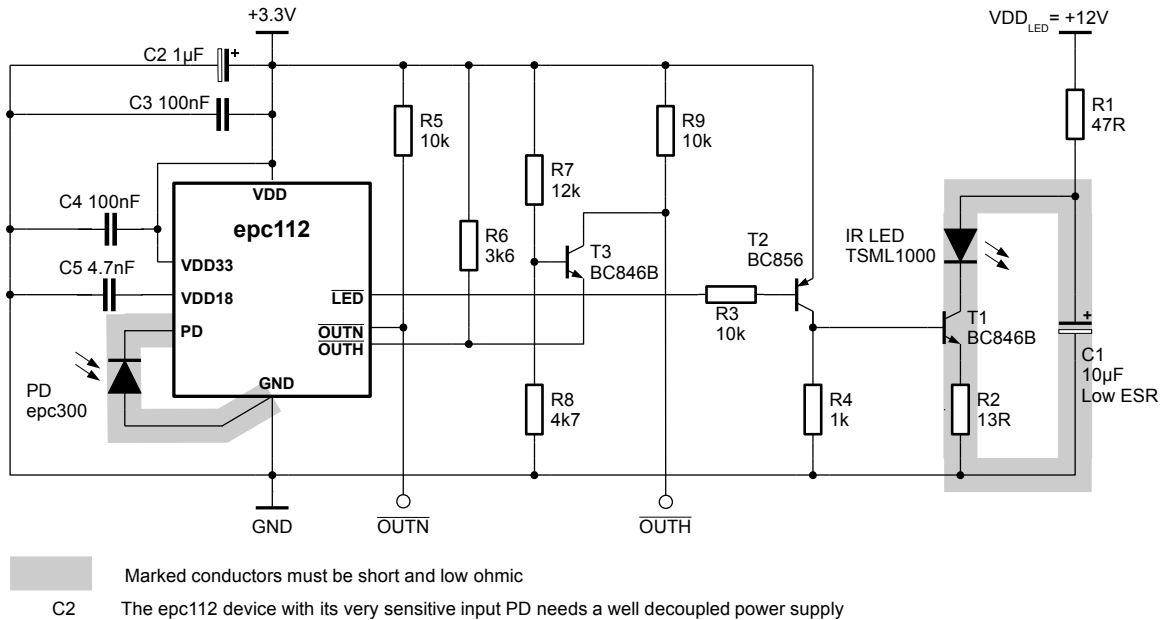 +3.3V
VDD LED = +12V
C2 1µF
+
C3 100nF
R1
47R
R5
10k
R9
10k
R7
12k
VDD
epc112
C4 100nF
R6
3k6
T3
BC846B
T2
BC856
IR LED
TSML1000
VDD33
C5 4.7nF
VDD18
LED
PD
OUTN
OUTH
R3
10k
T1
BC846B
+
C1
10µF
Low ESR
GND
PD
epc300
R8
4k7
R4
1k
R2
13R
GND
OUTN
OUTH
Marked conductors must be short and low ohmic
C2 The epc112 device with its very sensitive input PD needs a well decoupled power supply